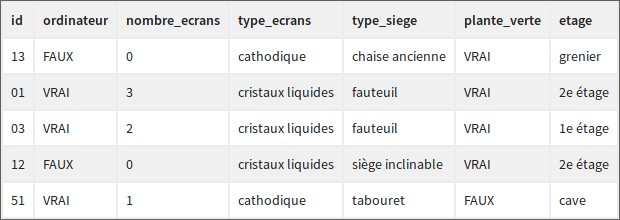 id ordinateur nombre_ecrans type_ecrans type_siege plante_verte etage
13 FAUX 0 cathodique chaise ancienne VRAI grenier
01 VRAI 3 cristaux liquides fauteuil VRAI 2e étage
03 VRAI 2 cristaux liquides fauteuil VRAI 1e étage
12 FAUX 0 cristaux liquides siège inclinable VRAI 2e étage
51 VRAI 1 cathodique tabouret FAUX cave